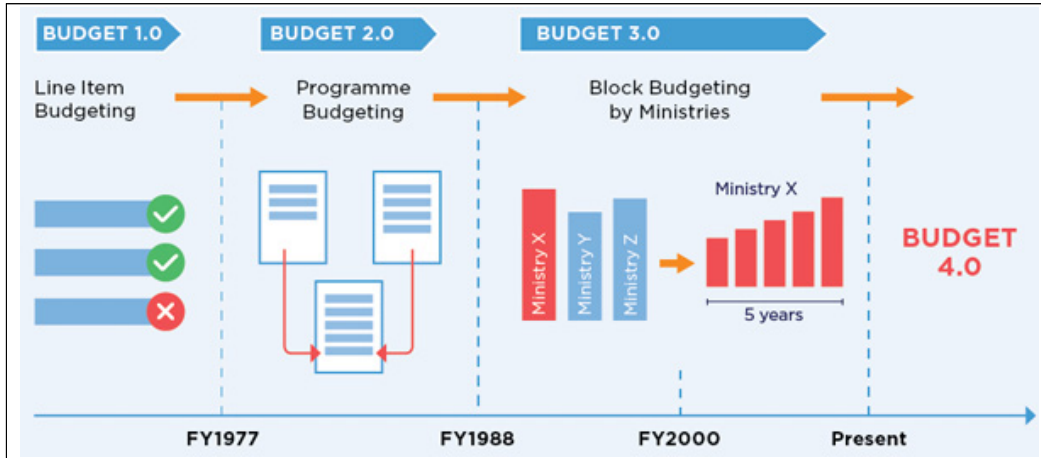 BUDGET 1.0
BUDGET 2.0
BUDGET 3.0
Line Item
Budgeting
Programme
Budgeting
Block Budgeting
by Ministries
Ministry X
Ministry Y
Ministry Z
Ministry X
5 years
BUDGET
4.0
FY1977
FY1988
FY2000
Present